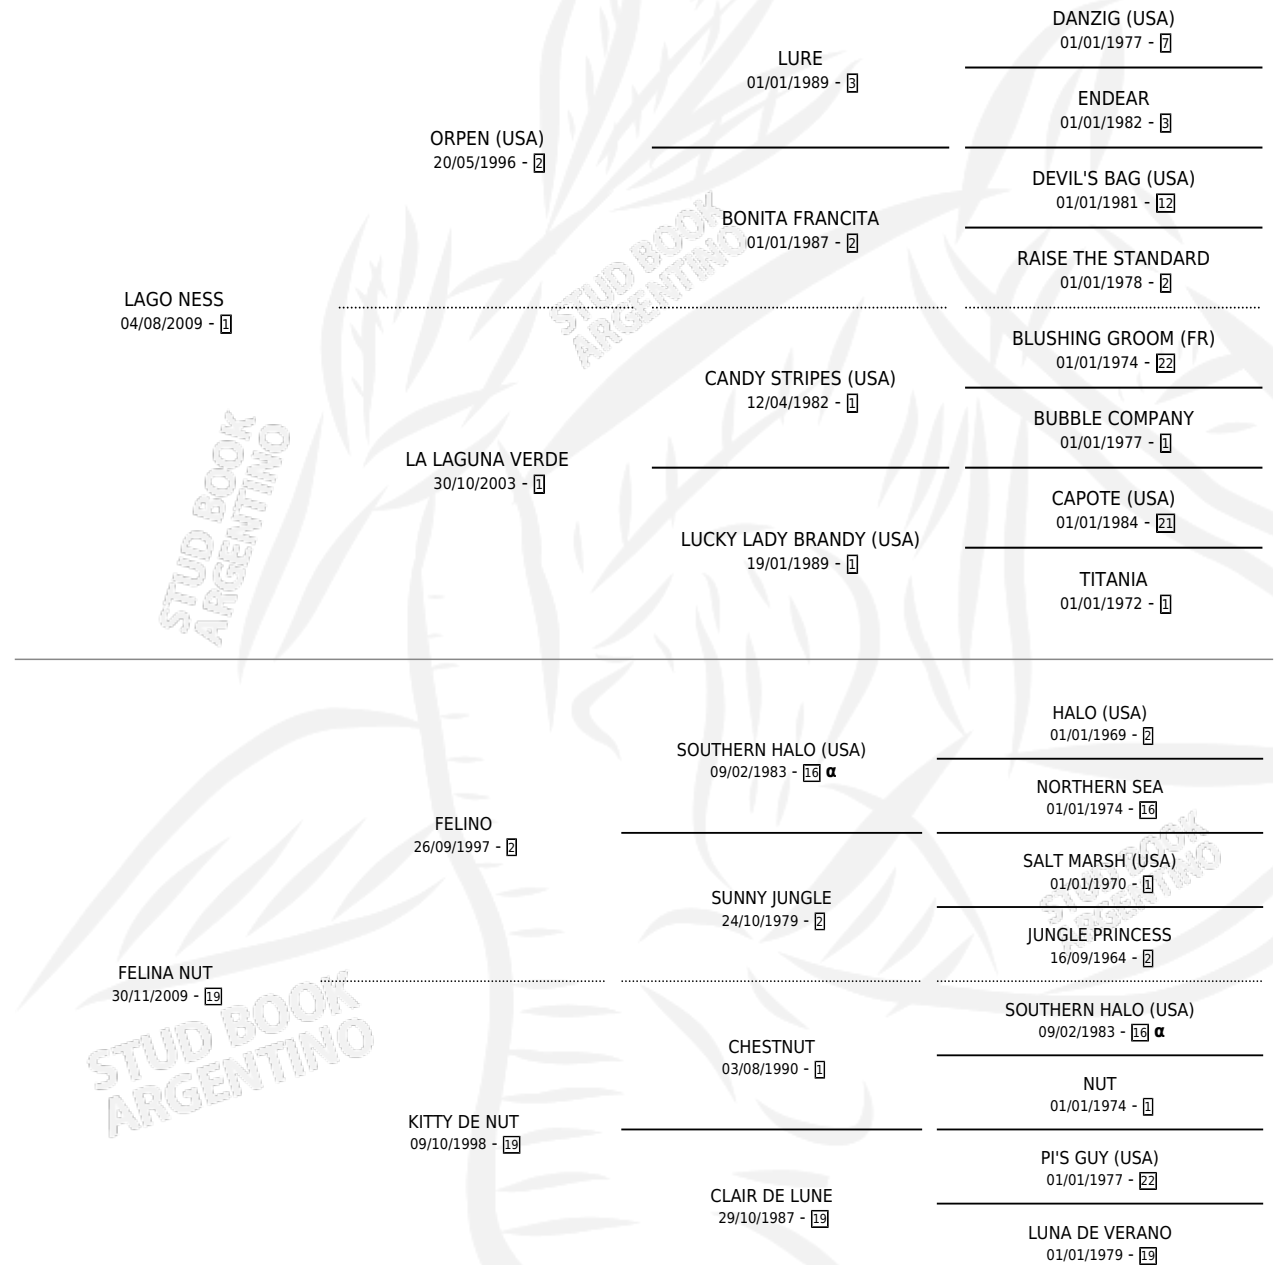 DANZIG (USA)
01/01/1977 - 7
LURE
01/01/1989 - 3
ENDEAR
01/01/1982 - 3
ORPEN (USA)
20/05/1996 - 2
DEVIL'S BAG (USA)
01/01/1981 - 12
BONITA FRANCITA
01/01/1987 - 2
RAISE THE STANDARD
01/01/1978 - 2
LAGO NESS
04/08/2009 - 1
BLUSHING GROOM (FR)
01/01/1974 - 22
CANDY STRIPES (USA)
12/04/1982 - 1
BUBBLE COMPANY
01/01/1977 - 1
LA LAGUNA VERDE
30/10/2003 - 1
CAPOTE (USA)
01/01/1984 - 21
LUCKY LADY BRANDY (USA)
19/01/1989 - 1
TITANIA
01/01/1972 - 1
HALO (USA)
01/01/1969 - 2
SOUTHERN HALO (USA)
09/02/1983 - 16 α
NORTHERN SEA
01/01/1974 - 16
FELINO
26/09/1997 - 2
SALT MARSH (USA)
01/01/1970 - 1
SUNNY JUNGLE
24/10/1979 - 2
JUNGLE PRINCESS
16/09/1964 - 2
FELINA NUT
30/11/2009 - 19
SOUTHERN HALO (USA)
09/02/1983 - 16 α
CHESTNUT
03/08/1990 - 1
NUT
01/01/1974 - 1
KITTY DE NUT
09/10/1998 - 19
PI'S GUY (USA)
01/01/1977 - 22
CLAIR DE LUNE
29/10/1987 - 19
LUNA DE VERANO
01/01/1979 - 19
STUD BOOK
ARGENTINO
STUD BOOK
ARGENTINO
STUD BOOK
ARGENTINO
STUD BOOK
ARGENTINO